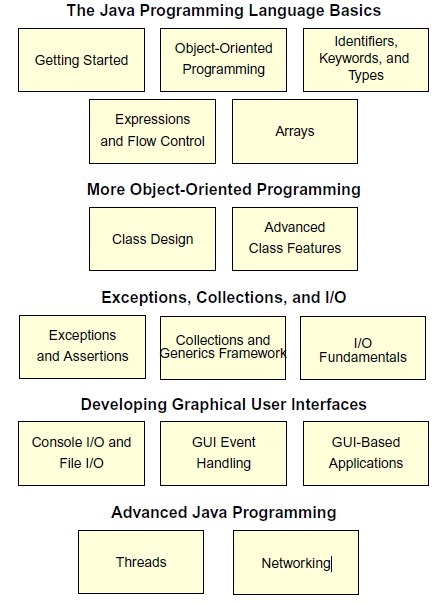 The Java Programming Language Basics
Getting Started
Object-Oriented
Programming
Identifiers,
Keywords, and
Types
Expressions
and Flow Control
Arrays
More Object-Oriented Programming
Class Design
Advanced
Class Features
Exceptions, Collections, and I/O
Exceptions
and Assertions
Collections and
Generics Framework
I/O
Fundamentals
Developing Graphical User Interfaces
Console I/O and
File I/O
GUI Event
Handling
GUI-Based
Applications
Advanced Java Programming
Threads
Networking